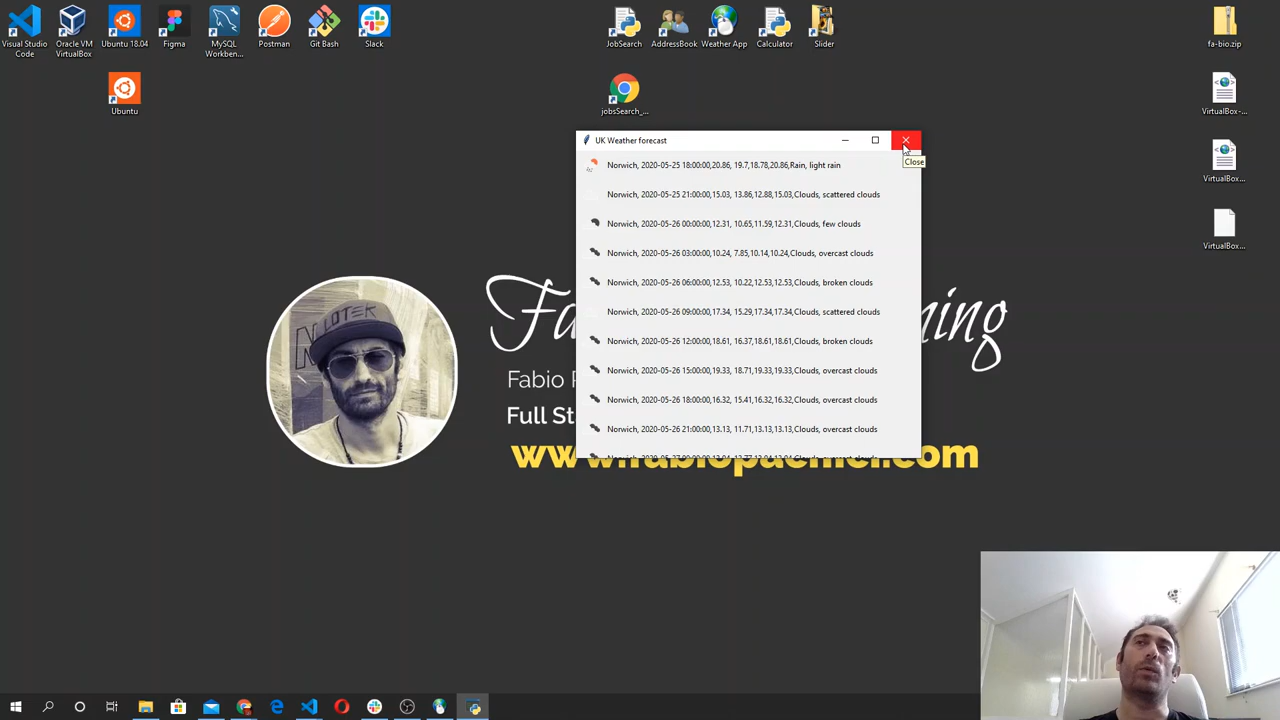 Visual Studio
Code
Oracle VM
VirtualBox
Ubuntu 18.04
Figma
MySQL
Workben...
Postman
Git Bash
Slack
JobSearch
AddressBook
Weather App
Calculator
Slider
fa-bio.zip
Ubuntu
jobsSearch_...
VirtualBox-...
VirtualBox...
VirtualBox...
UK Weather forecast
Close
Norwich, 2020-05-25 18:00:00,20.86, 19.7,18.78,20.86,Rain, light rain
Norwich, 2020-05-25 21:00:00,15.03, 13.86,12.88,15.03,Clouds, scattered clouds
Norwich, 2020-05-26 00:00:00,12.31, 10.65,11.59,12.31,Clouds, few clouds
Norwich, 2020-05-26 03:00:00,10.24, 7.85,10.14,10.24,Clouds, overcast clouds
Norwich, 2020-05-26 06:00:00,12.53, 10.22,12.53,12.53,Clouds, broken clouds
Norwich, 2020-05-26 09:00:00,17.34, 15.29,17.34,17.34,Clouds, scattered clouds
Norwich, 2020-05-26 12:00:00,18.61, 16.37,18.61,18.61,Clouds, broken clouds
Norwich, 2020-05-26 15:00:00,19.33, 18.71,19.33,19.33,Clouds, overcast clouds
Norwich, 2020-05-26 18:00:00,16.32, 15.41,16.32,16.32,Clouds, overcast clouds
Norwich, 2020-05-26 21:00:00,13.13, 11.71,13.13,13.13,Clouds, overcast clouds
Fabio
Full St